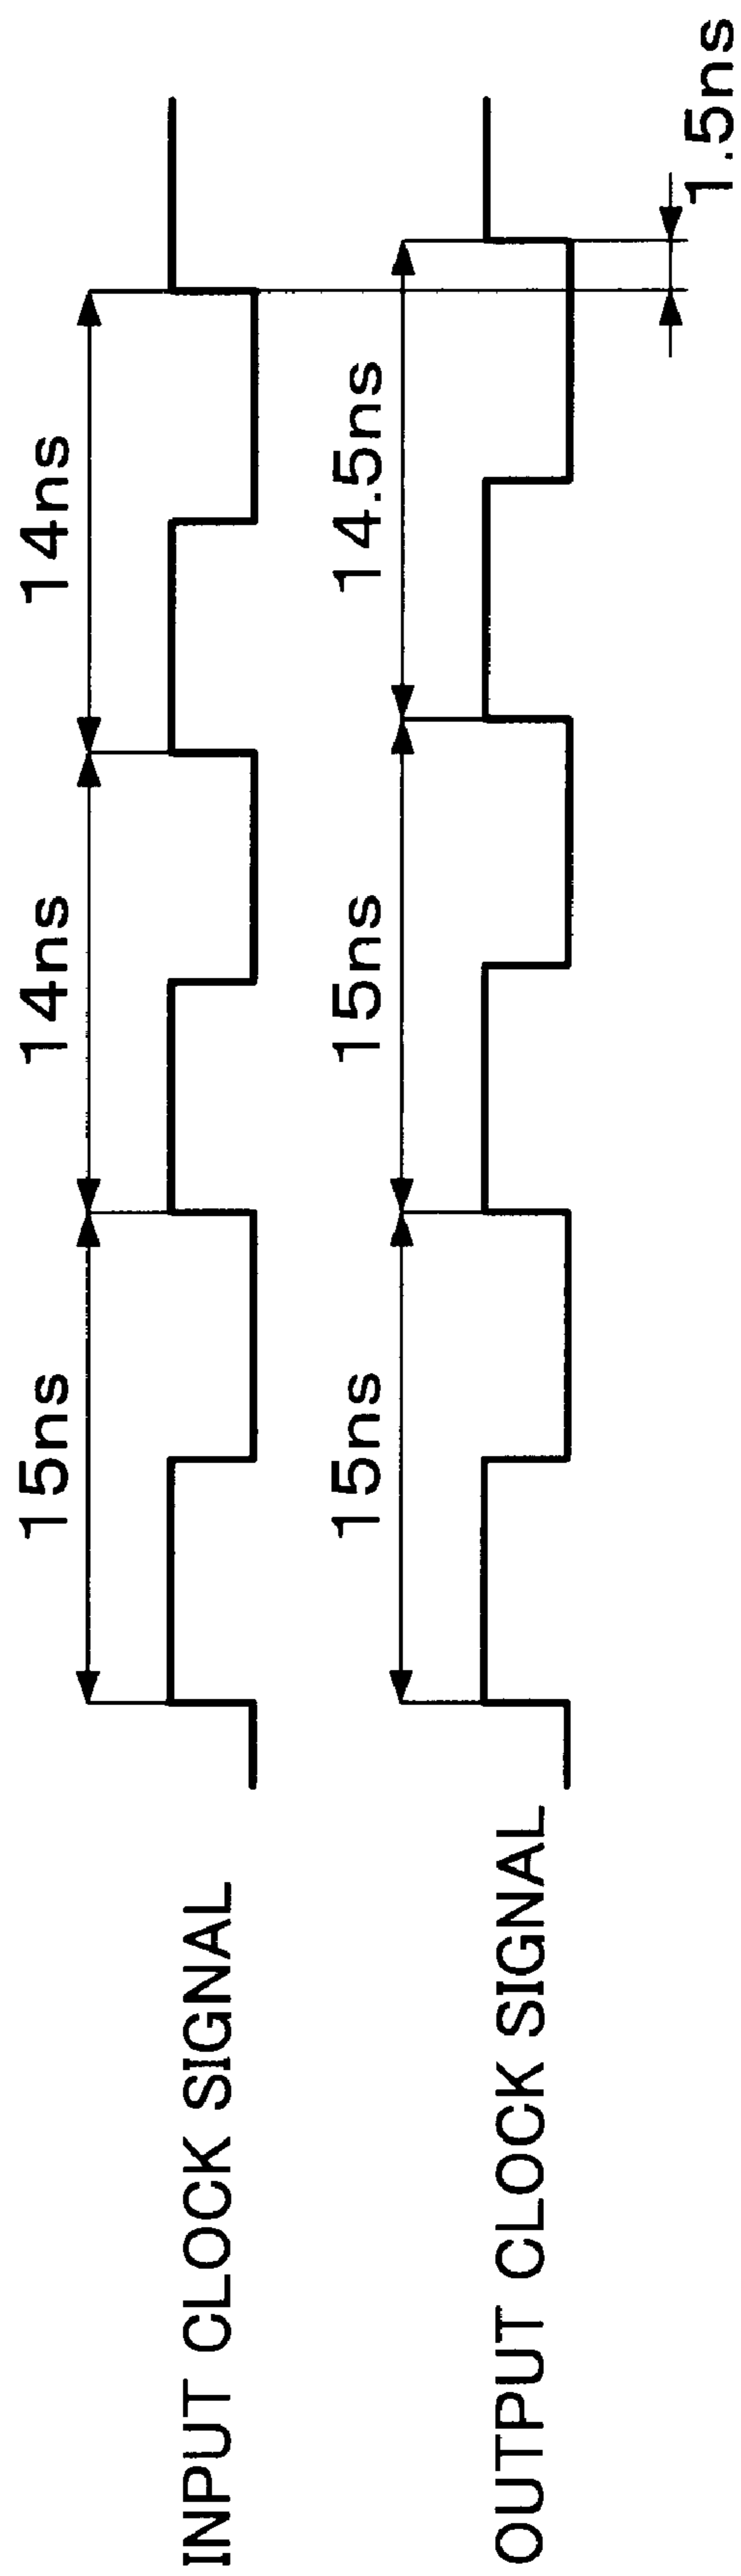 INPUT CLOCK SIGNAL
15ns
14ns
14ns
OUTPUT CLOCK SIGNAL
15ns
15ns
14.5ns
1.5ns